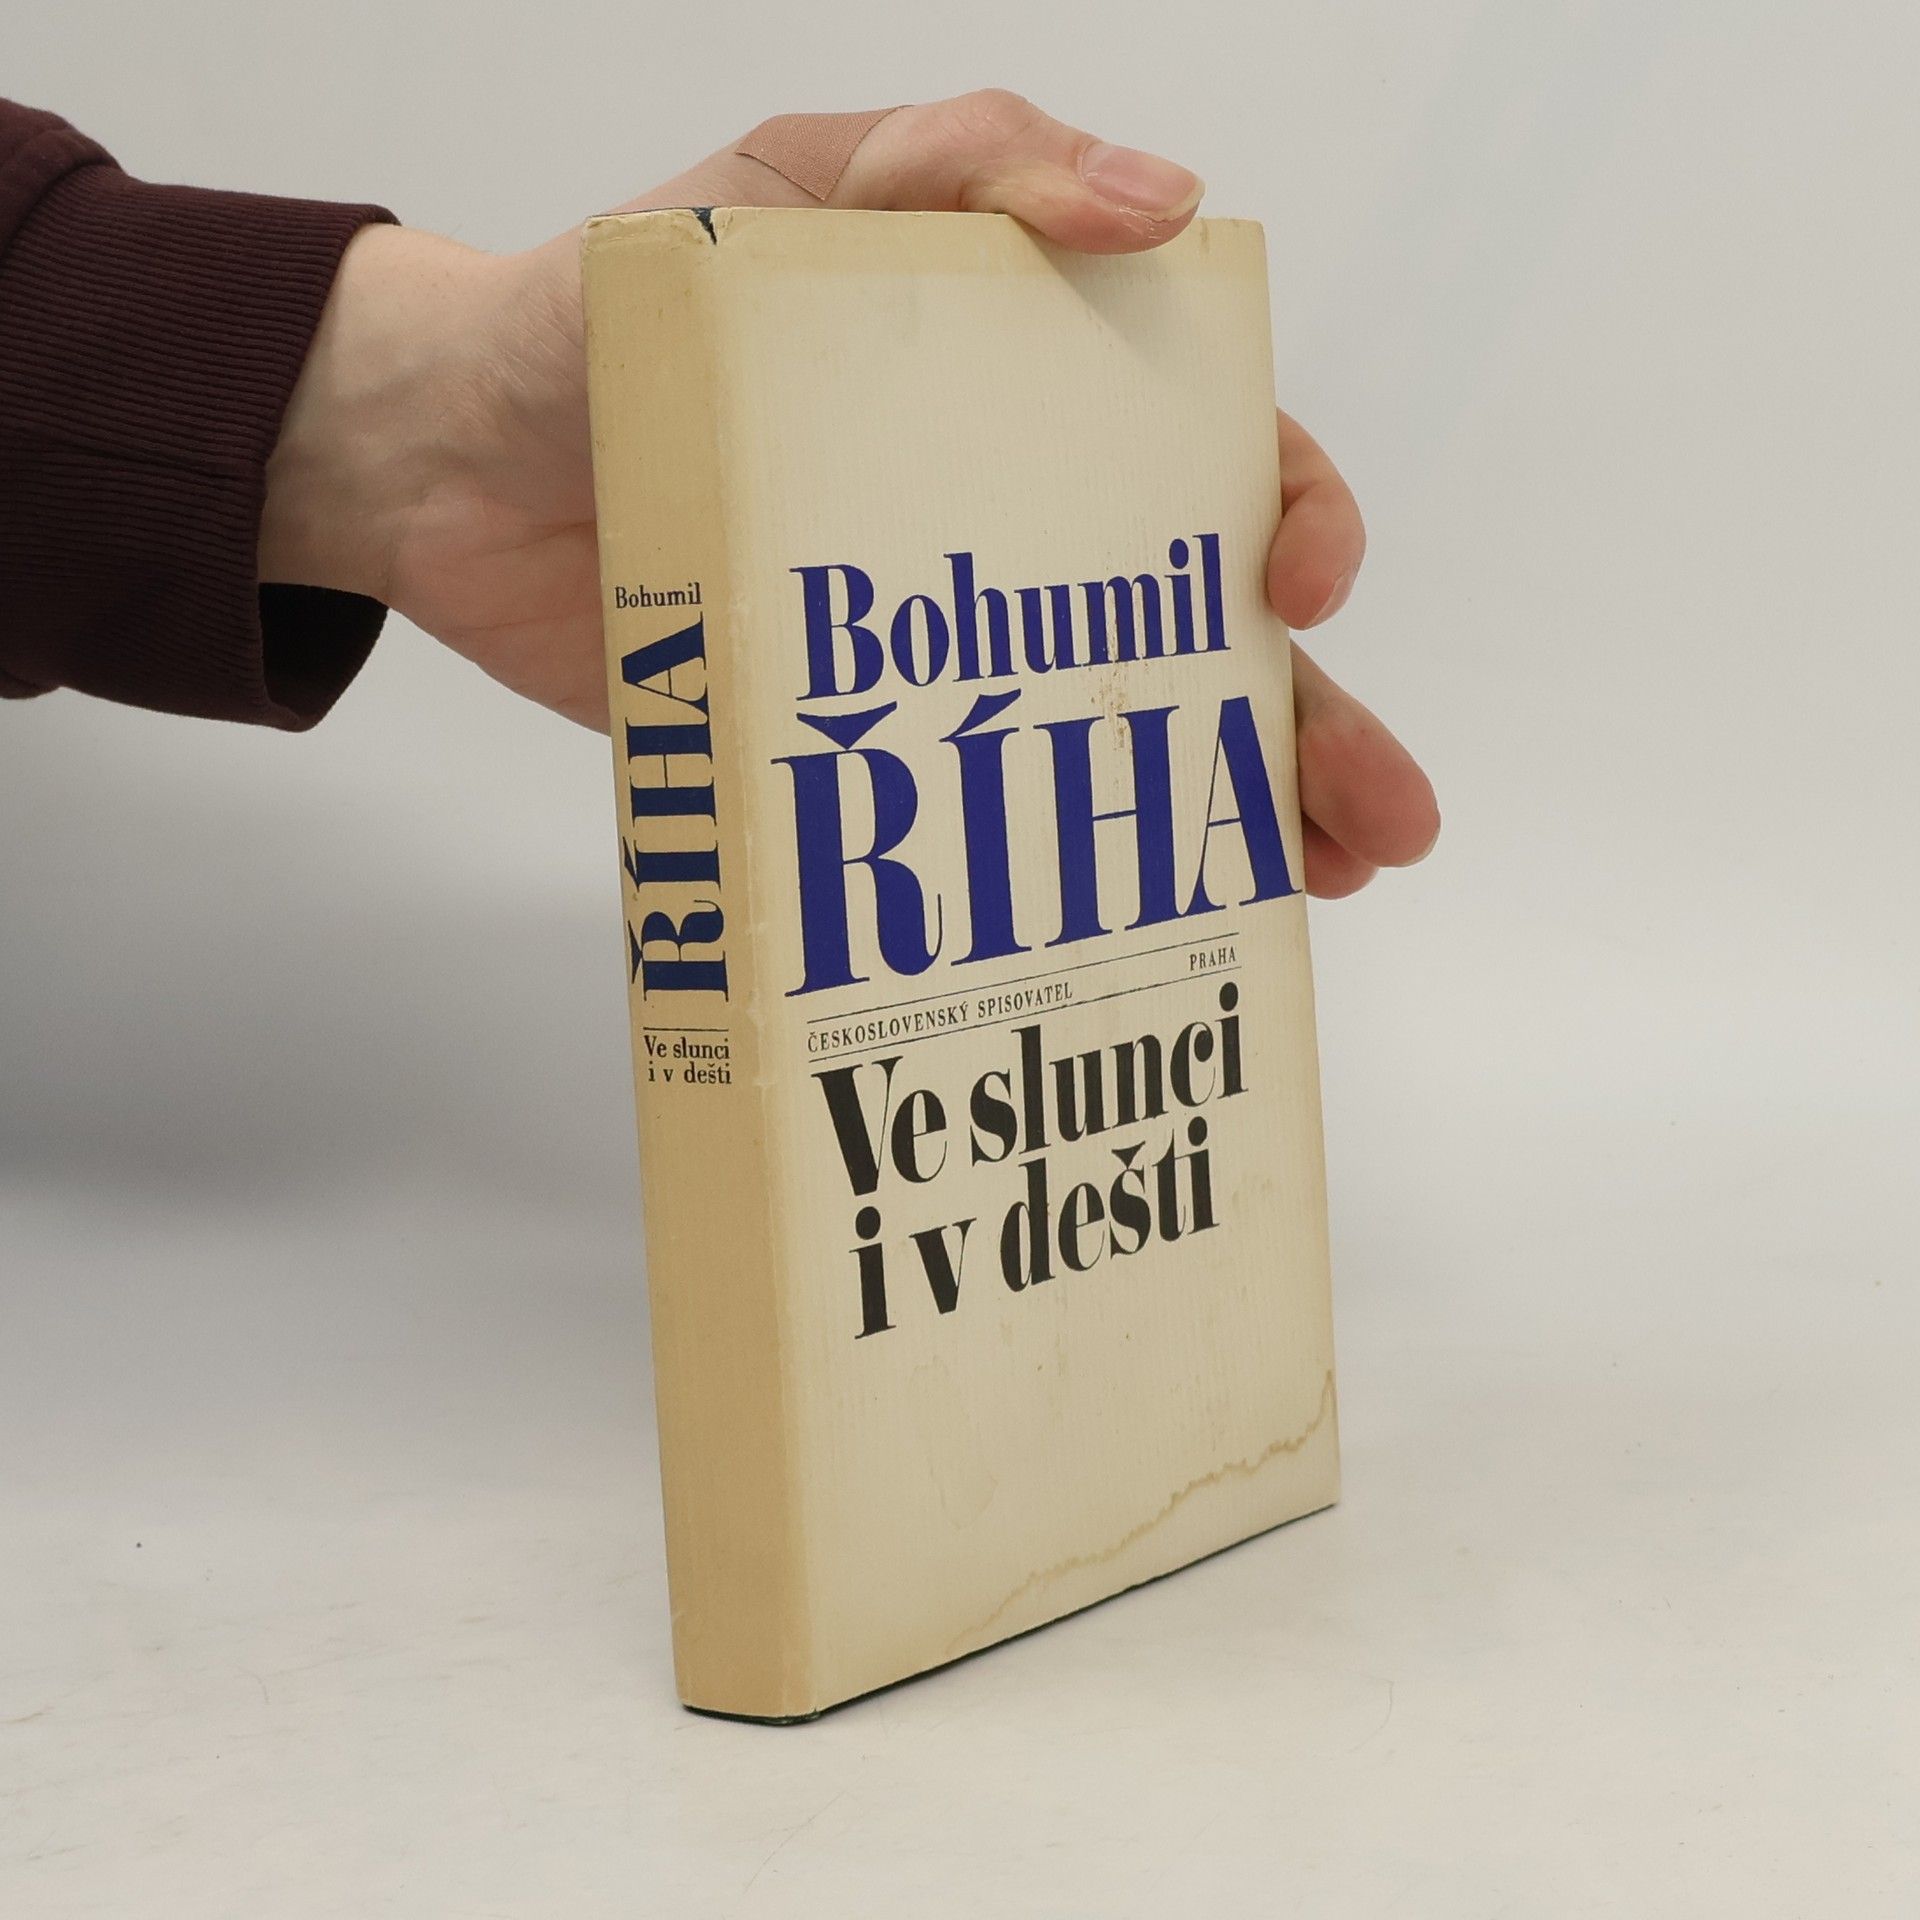 Bohumil
ŘÍHA
Ve slunci
i v dešti
Bohumil
ŘÍHA
ČESKOSLOVENSKÝ SPISOVATEL PRAHA
Ve slunci
i v dešti